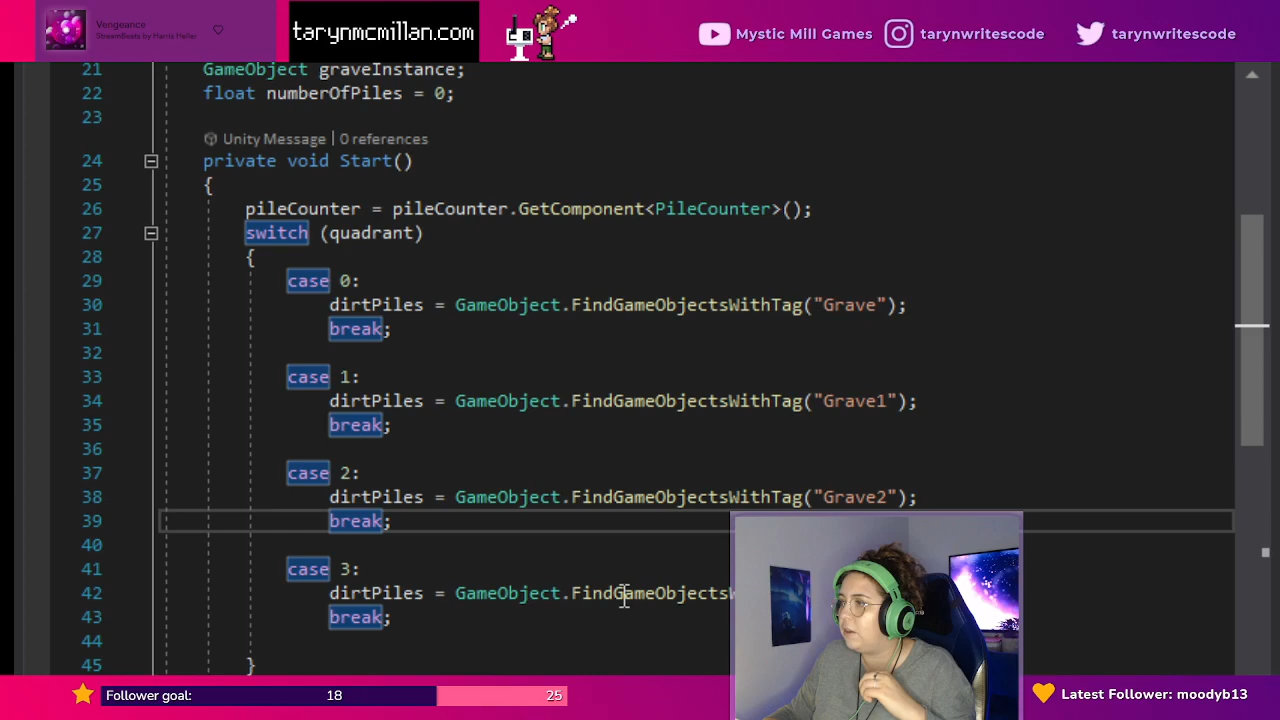 Vengeance
StreamBeats by Harris Heller
tarynmcmillan.com
Mystic Mill Games
tarynwritescode
tarynwritescode
21 GameObject graveInstance;
22 float numberOfPiles = 0;
23
Unity Message | 0 references
24 private void Start()
25 {
26 pileCounter = pileCounter.GetComponent<PileCounter>();
27 switch (quadrant)
28 {
29 case 0:
30 dirtPiles = GameObject.FindGameObjectsWithTag("Grave");
31 break;
32
33 case 1:
34 dirtPiles = GameObject.FindGameObjectsWithTag("Grave1");
35 break;
36
37 case 2:
38 dirtPiles = GameObject.FindGameObjectsWithTag("Grave2");
39 break;
40
41 case 3:
42 dirtPiles = GameObject.FindGameObjectsW
43 break;
44
45 }
Follower goal: 18 25
Latest Follower: moodyb13